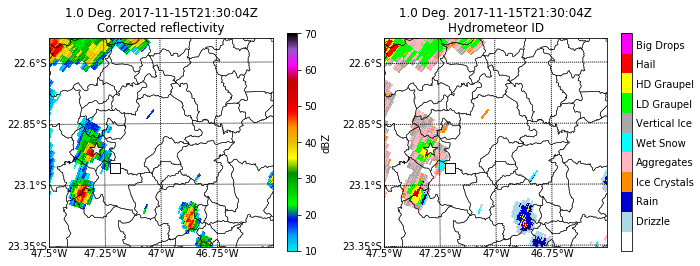 1.0 Deg. 2017-11-15T21:30:04Z
Corrected reflectivity
22.6°S
22.85°S
23.1°S
23.35°S
47.5°W
47.25°W
47°W
46.75°W
70
60
50
40
30
20
10
dBZ
1.0 Deg. 2017-11-15T21:30:04Z
Hydrometeor ID
22.6°S
22.85°S
23.1°S
23.35°S
47.5°W
47.25°W
47°W
46.75°W
Big Drops
Hail
HD Graupel
LD Graupel
Vertical Ice
Wet Snow
Aggregates
Ice Crystals
Rain
Drizzle